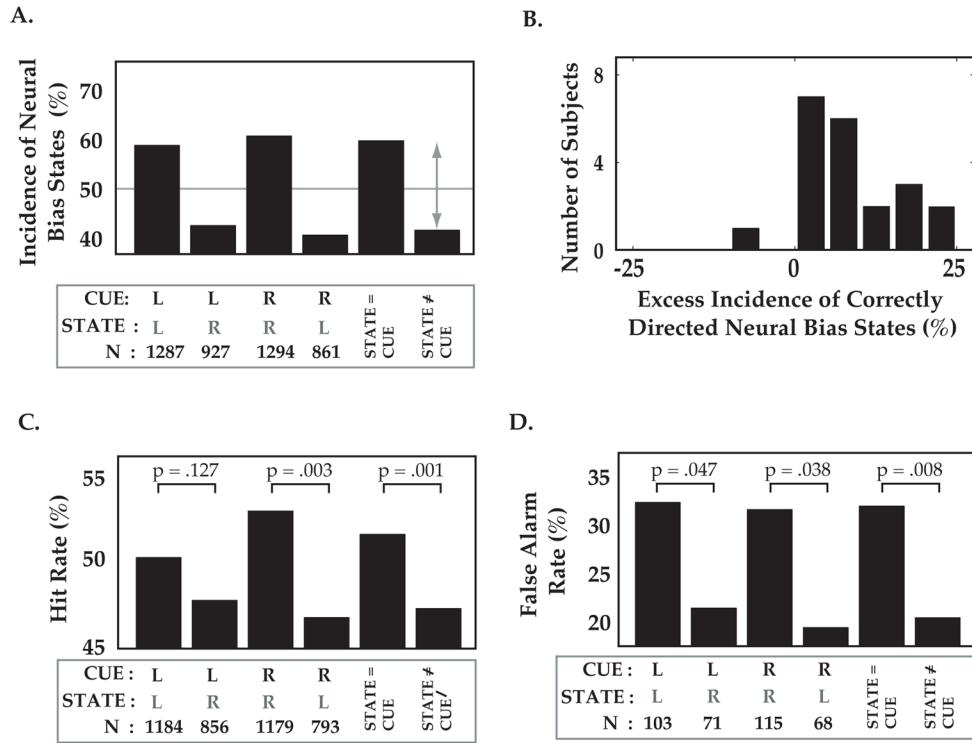 A.
Incidence of Neural
Bias States (%)
70
60
50
40
CUE: L L R R STATE = CUE STATE ≠ CUE
STATE : L R R L
N : 1287 927 1294 861
B.
Number of Subjects
8
4
0
-25 0 25
Excess Incidence of Correctly
Directed Neural Bias States (%)
C.
Hit Rate (%)
55
50
45
p = .127 p = .003 p = .001
CUE: L L R R STATE = CUE STATE ≠ CUE
STATE: L R R L
N : 1184 856 1179 793
D.
False Alarm
Rate (%)
35
30
25
20
p = .047 p = .038 p = .008
CUE: L L R R STATE = CUE STATE ≠ CUE
STATE: L R R L
N : 103 71 115 68